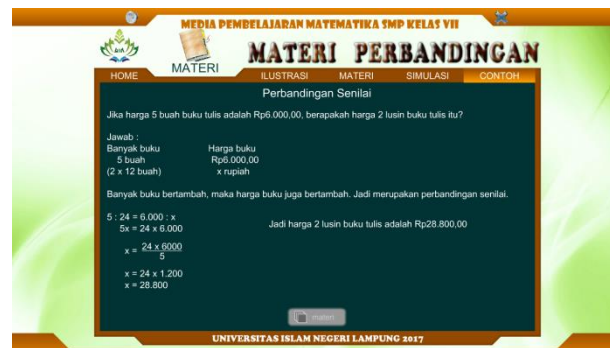 MEDIA PEMBELAJARAN MATEMATIKA SMP KELAS VII
MATERI PERBANDINGAN
MATERI
HOME ILUSTRASI MATERI SIMULASI CONTOH
Perbandingan Senilai
Jika harga 5 buah buku tulis adalah Rp6.000,00, berapakah harga 2 lusin buku tulis itu?
Jawab :
Banyak buku Harga buku
5 buah Rp6.000,00
(2 x 12 buah) x rupiah
Banyak buku bertambah, maka harga buku juga bertambah. Jadi merupakan perbandingan senilai.
5 : 24 = 6.000 : x
5x = 24 x 6.000
Jadi harga 2 lusin buku tulis adalah Rp28.800,00
x = 24 x 6000
5
x = 24 x 1.200
x = 28.800
materi
UNIVERSITAS ISLAM NEGERI LAMPUNG 2017